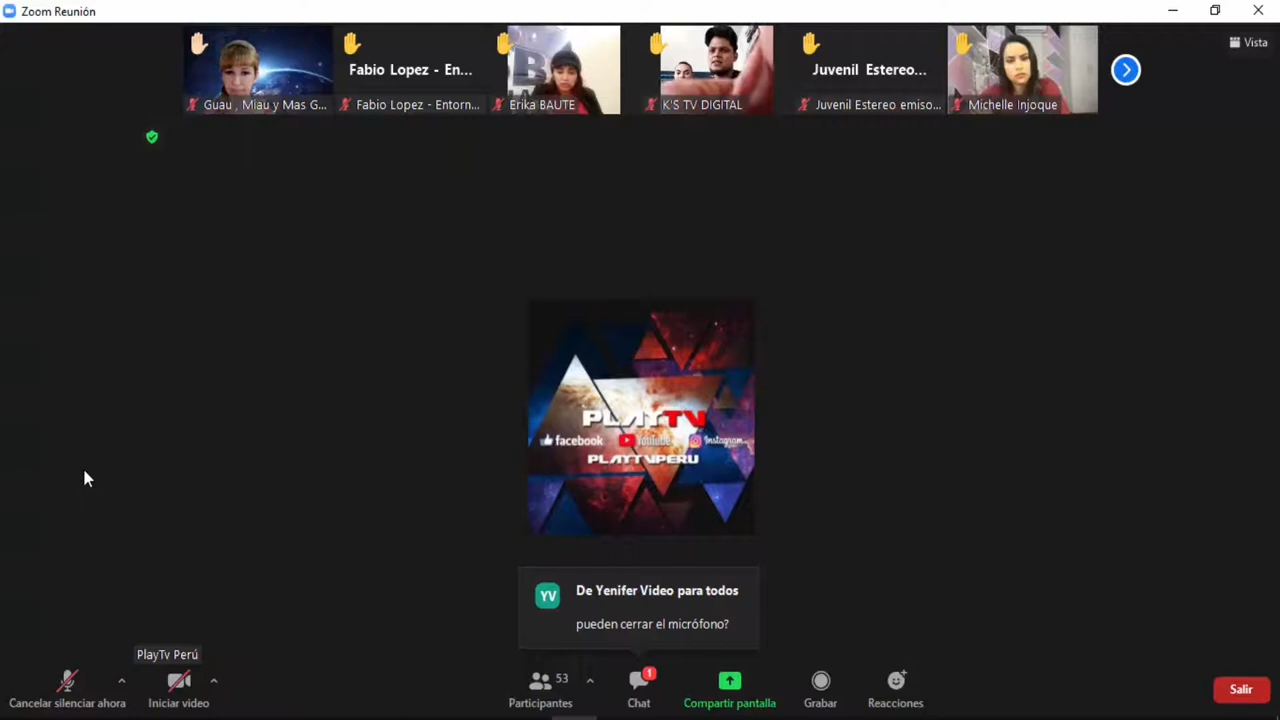 Zoom Reunión
Vista
Fabio Lopez - En...
Juvenil Estereo...
Guau , Miau y Mas G...
Fabio Lopez - Entorn...
Erika BAUTE
K'S TV DIGITAL
Juvenil Estereo emiso...
Michelle Injoque
PLAYTV
facebook
YouTube
Instagram
PLAYTVPERU
YV
De Yenifer Video para todos
pueden cerrar el micrófono?
PlayTv Perú
53
1
Cancelar silenciar ahora
Iniciar video
Participantes
Chat
Compartir pantalla
Grabar
Reacciones
Salir